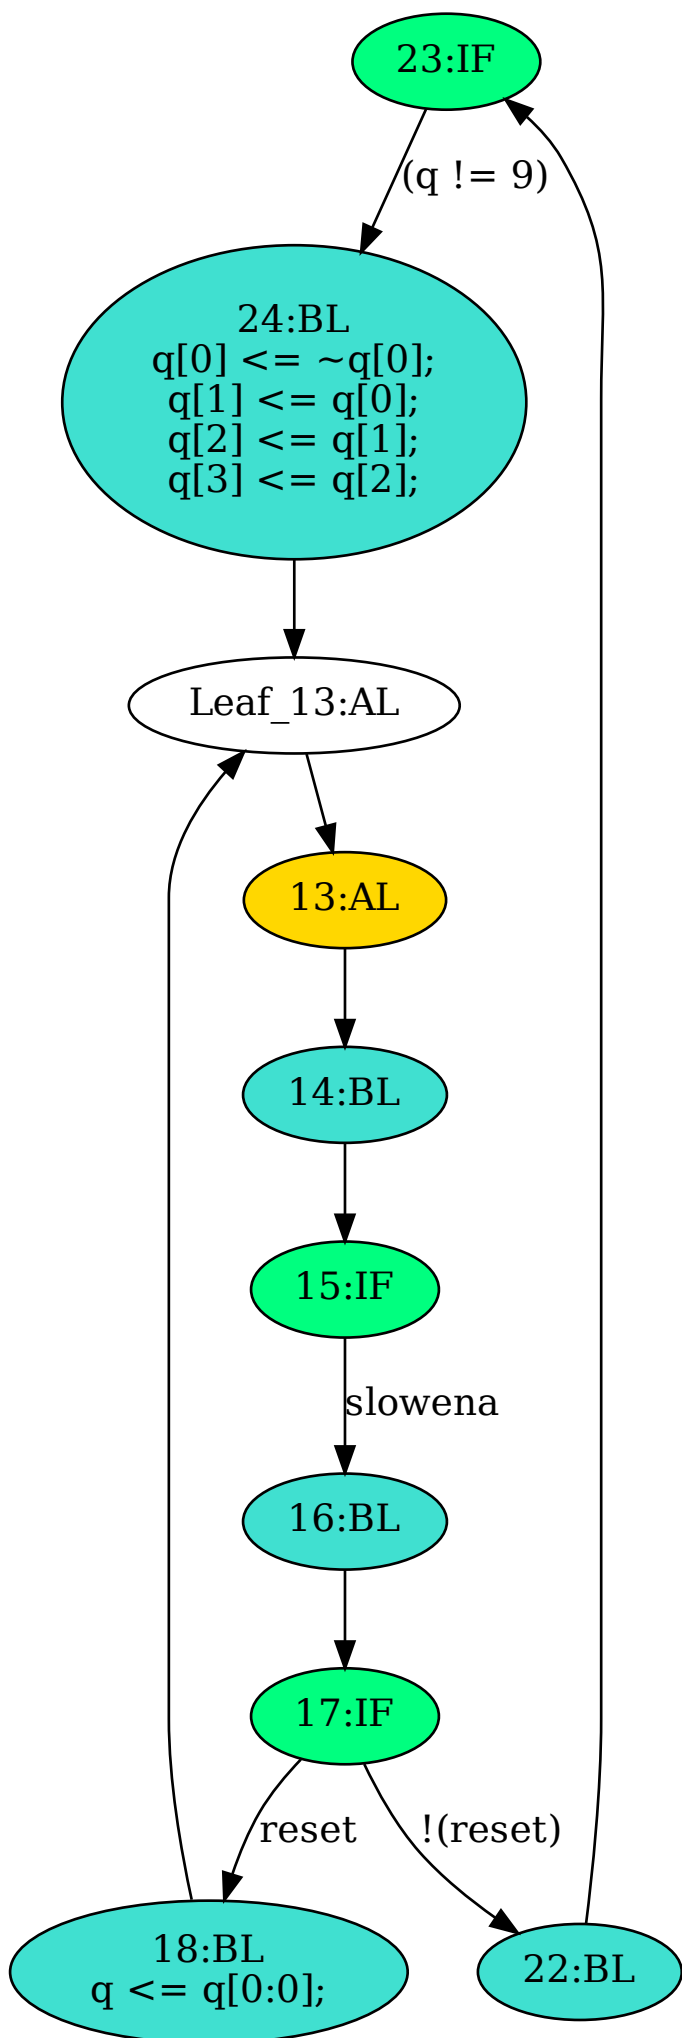 23:IF
(q != 9)
24:BL
q[0] <= ~q[0];
q[1] <= q[0];
q[2] <= q[1];
q[3] <= q[2];
Leaf_13:AL
13:AL
14:BL
15:IF
slowena
16:BL
17:IF
reset
!(reset)
18:BL
q <= q[0:0];
22:BL